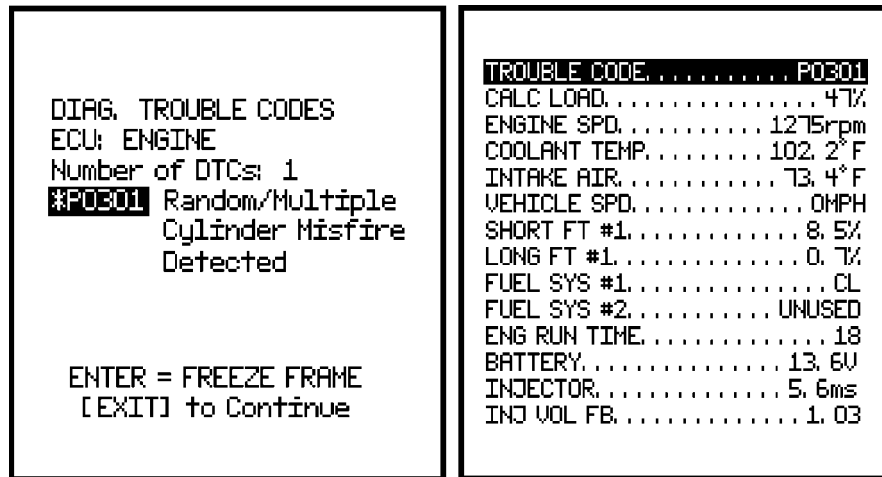 DIAG. TROUBLE CODES
ECU: ENGINE
Number of DTCs: 1
*P0301 Random/Multiple
Cylinder Misfire
Detected
ENTER = FREEZE FRAME
[EXIT] to Continue
TROUBLE CODE........... P0301
CALC LOAD................ 47%
ENGINE SPD........... 1275rpm
COOLANT TEMP......... 102. 2°F
INTAKE AIR............. 73. 4°F
VEHICLE SPD............. 0MPH
SHORT FT #1............. 8. 5%
LONG FT #1.............. 0. 7%
FUEL SYS #1............... CL
FUEL SYS #2........... UNUSED
ENG RUN TIME............. 18
BATTERY............... 13. 6V
INJECTOR.............. 5. 6ms
INJ VOL FB.............. 1. 03